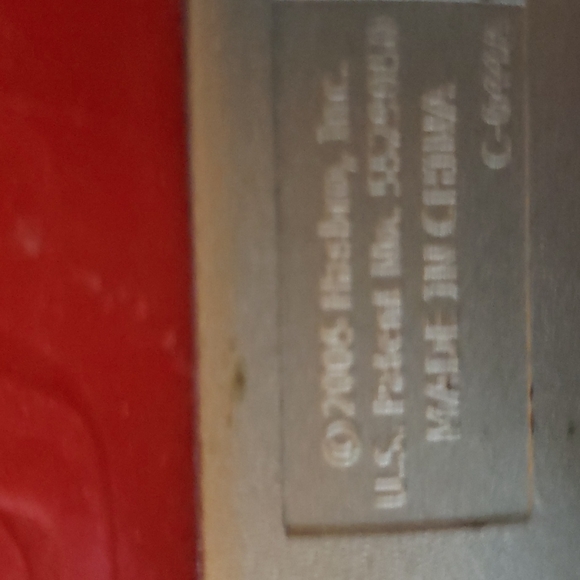 ©2006 Hasbro, Inc.
U.S. Patent No.
MADE IN CHINA